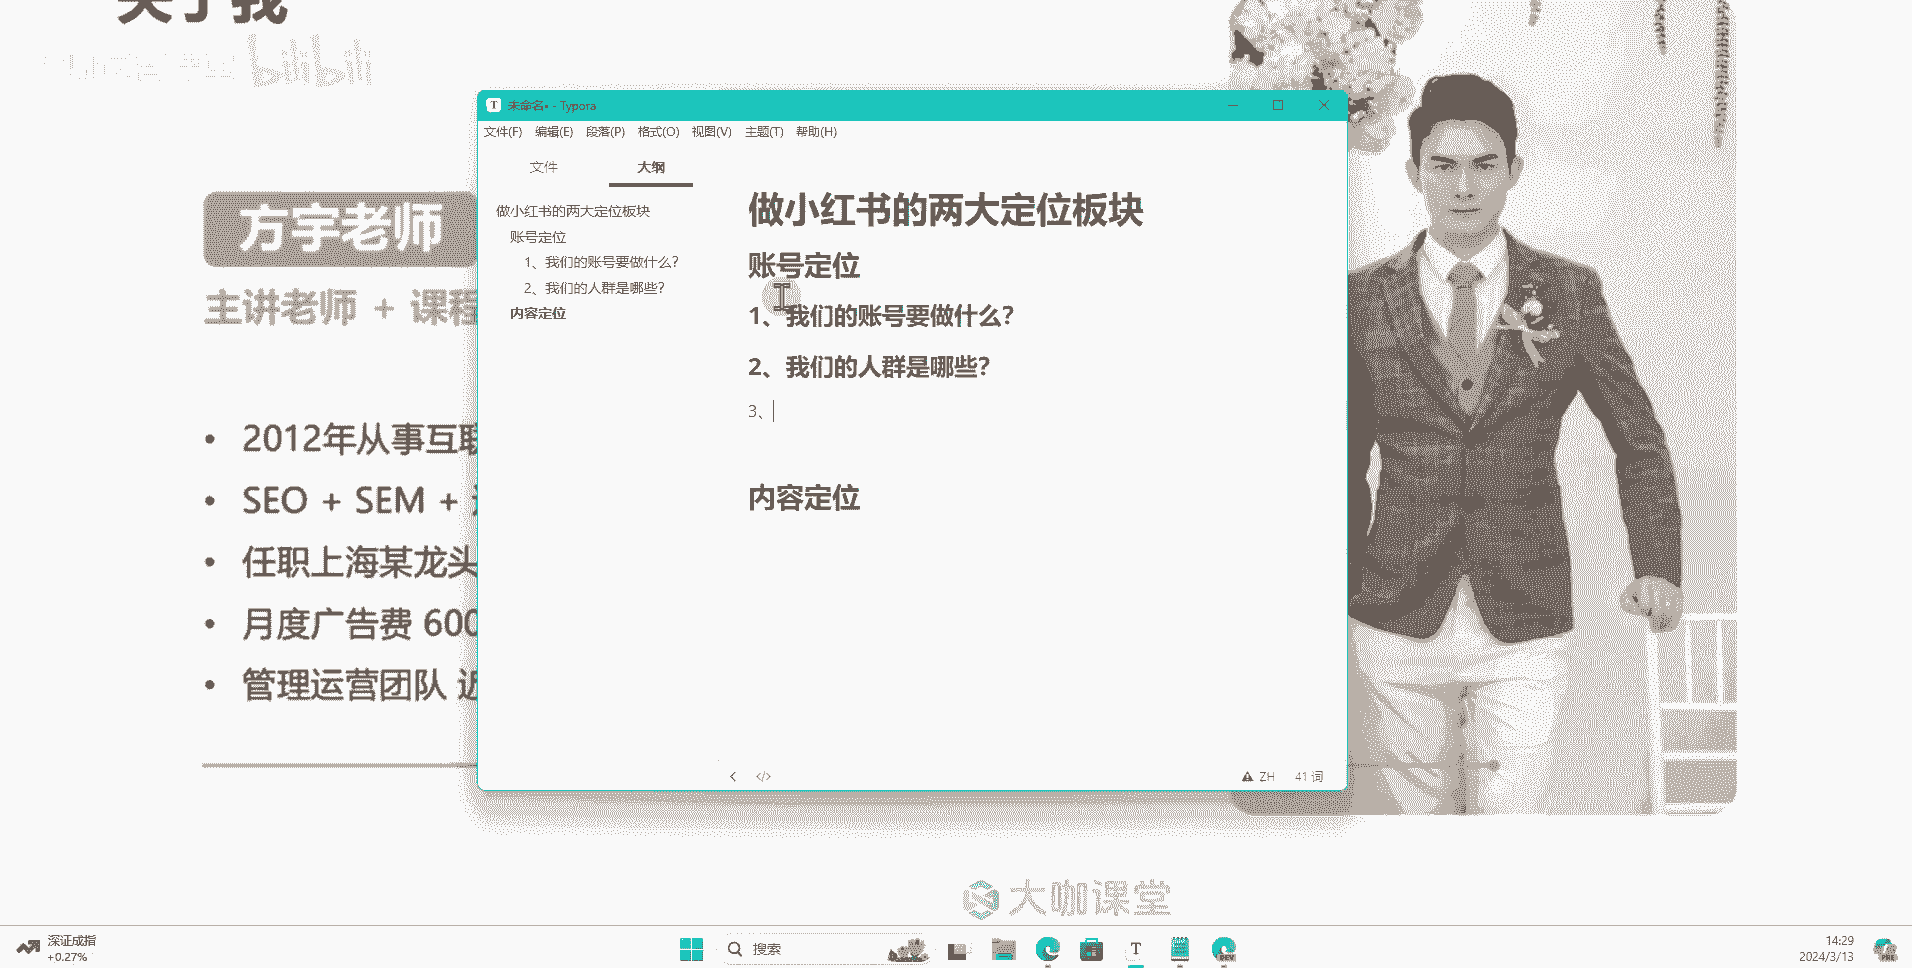 关于我
bilibili
方宇老师
主讲老师 + 课程
2012年从事互联
SEO + SEM +
任职上海某龙头
月度广告费 600
管理运营团队 近
未命名• - Typora
文件(F) 编辑(E) 段落(P) 格式(O) 视图(V) 主题(T) 帮助(H)
文件 大纲
做小红书的两大定位板块
账号定位
1、我们的账号要做什么？
2、我们的人群是哪些？
内容定位
做小红书的两大定位板块
账号定位
1、我们的账号要做什么？
2、我们的人群是哪些？
3、
内容定位
ZH 41 词
大咖课堂
深证成指
+0.27%
搜索
T
DEV
14:29
2024/3/13
PRE